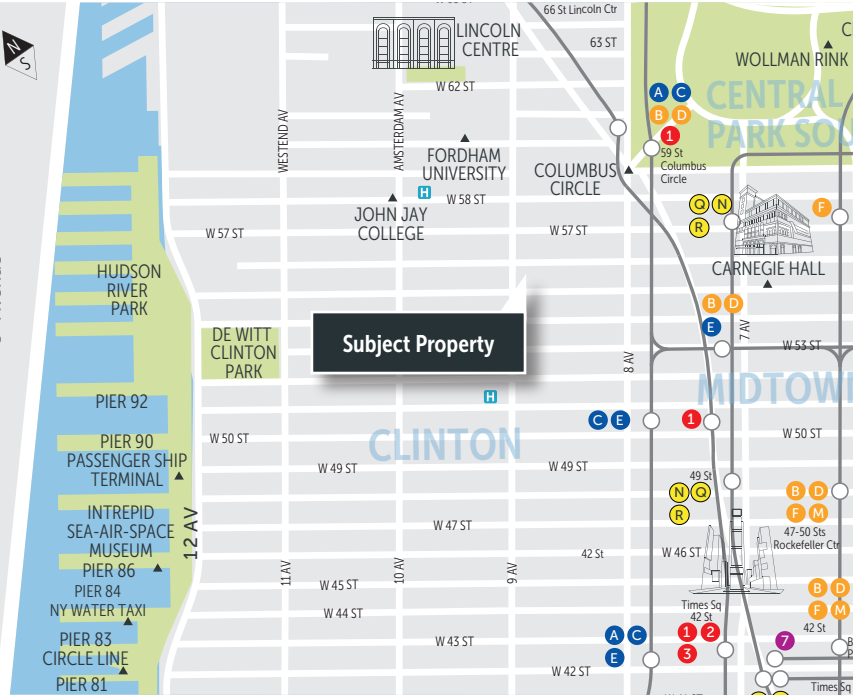 66 St Lincoln Ctr
N
S
LINCOLN
CENTRE
63 ST
WOLLMAN RINK
W 62 ST
A C
B D
1
59 St
Columbus
Circle
CENTRAL
PARK SOU
WESTEND AV
AMSTERDAM AV
FORDHAM
UNIVERSITY
COLUMBUS
CIRCLE
H
W 58 ST
JOHN JAY
COLLEGE
Q N
R
F
W 57 ST
W 57 ST
CARNEGIE HALL
HUDSON
RIVER
PARK
B D
E
7 AV
DE WITT
CLINTON
PARK
Subject Property
8 AV
W 53 ST
MIDTOW
PIER 92
H
C E
1
CLINTON
W 50 ST
W 50 ST
PIER 90
PASSENGER SHIP
TERMINAL
W 49 ST
W 49 ST
49 St
N Q
R
B D
F M
47-50 Sts
Rockefeller Ctr
INTREPID
SEA-AIR-SPACE
MUSEUM
12 AV
W 47 ST
42 St
W 46 ST
PIER 86
11 AV
10 AV
9 AV
PIER 84
NY WATER TAXI
W 45 ST
W 44 ST
B D
F M
42 St
Times Sq
42 St
1 2
3
PIER 83
CIRCLE LINE
W 43 ST
A C
E
7
W 42 ST
PIER 81
Times Sq